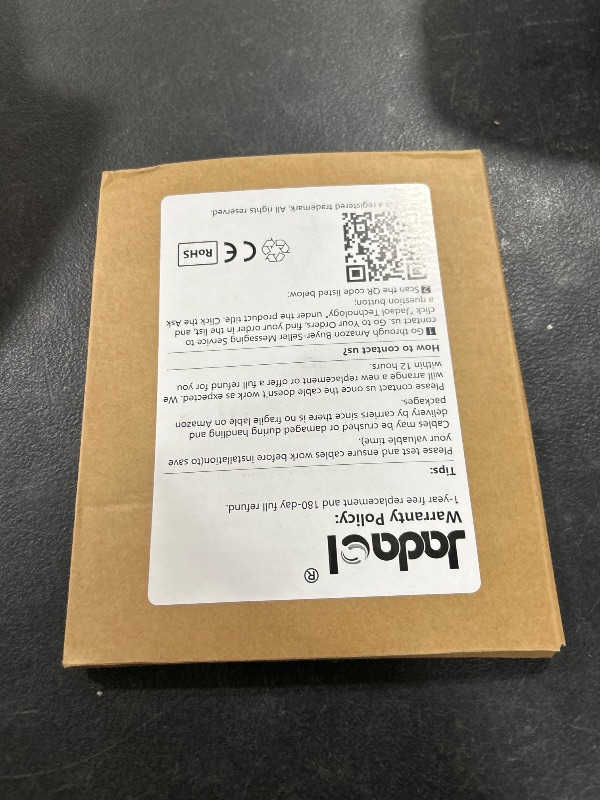 Jadaol®
Warranty Policy:
1-year free replacement and 180-day full refund.
Tips:
Please test and ensure cables work before installation(to save
your valuable time).
Cables may be crushed or damaged during handling and
delivery by carriers since there is no fragile lable on Amazon
packages.
Please contact us once the cable doesn't work as expected. We
will arrange a new replacement or offer a full refund for you
within 12 hours.
How to contact us?
1 Go through Amazon Buyer- Seller Messaging Service to
contact us. Go to Your Orders, find your order in the list, and
click "Jadaol Technology" under the product title. Click the Ask
a question button;
2 Scan the QR code listed below:
CE RoHS
is a registered trademark. All rights reserved.